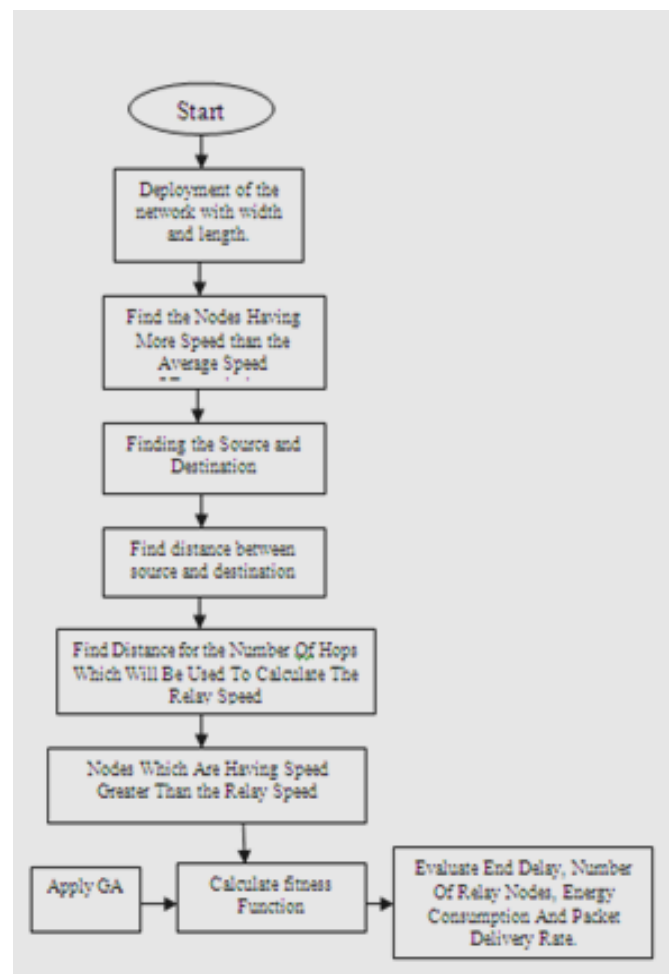 Start
Deployment of the
network with width
and length.
Find the Nodes Having
More Speed than the
Average Speed
Finding the Source and
Destination
Find distance between
source and destination
Find Distance for the Number Of Hops
Which Will Be Used To Calculate The
Relay Speed
Nodes Which Are Having Speed
Greater Than the Relay Speed
Apply GA
Calculate fitness
Function
Evaluate End Delay, Number
Of Relay Nodes, Energy
Consumption And Packet
Delivery Rate.